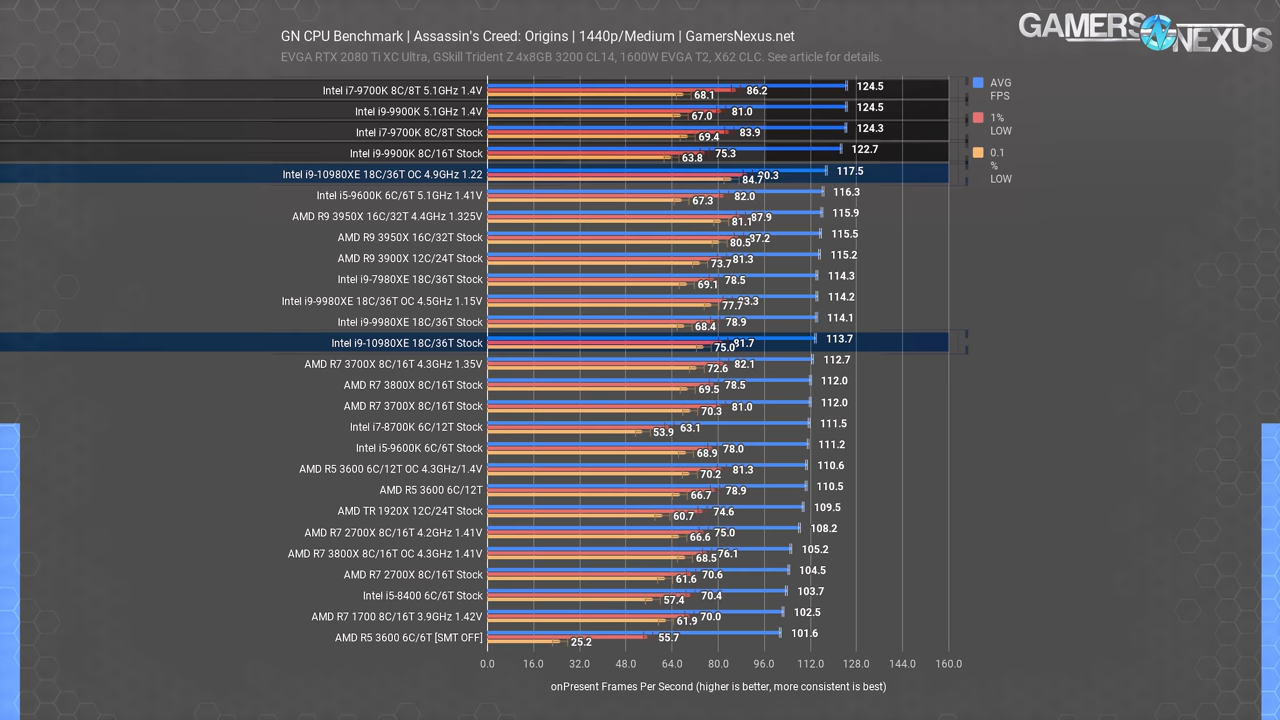 GN CPU Benchmark | Assassin's Creed: Origins | 1440p/Medium | GamersNexus.net
EVGA RTX 2080 Ti XC Ultra, GSkill Trident Z 4x8GB 3200 CL14, 1600W EVGA T2, X62 CLC. See article for details.
GAMERS NEXUS
AVG FPS
1% LOW
0.1 % LOW
Intel i7-9700K 8C/8T 5.1GHz 1.4V 124.5 86.2 68.1
Intel i9-9900K 5.1GHz 1.4V 124.5 81.0 67.0
Intel i7-9700K 8C/8T Stock 124.3 83.9 69.4
Intel i9-9900K 8C/16T Stock 122.7 75.3 63.8
Intel i9-10980XE 18C/36T OC 4.9GHz 1.22 117.5 90.3 84.7
Intel i5-9600K 6C/6T 5.1GHz 1.41V 116.3 82.0 67.3
AMD R9 3950X 16C/32T 4.4GHz 1.325V 115.9 87.9 81.1
AMD R9 3950X 16C/32T Stock 115.5 87.2 80.5
AMD R9 3900X 12C/24T Stock 115.2 81.3 73.7
Intel i9-7980XE 18C/36T Stock 114.3 78.5 69.1
Intel i9-9980XE 18C/36T OC 4.5GHz 1.15V 114.2 83.3 77.7
Intel i9-9980XE 18C/36T Stock 114.1 78.9 68.4
Intel i9-10980XE 18C/36T Stock 113.7 81.7 75.0
AMD R7 3700X 8C/16T 4.3GHz 1.35V 112.7 82.1 72.6
AMD R7 3800X 8C/16T Stock 112.0 78.5 69.5
AMD R7 3700X 8C/16T Stock 112.0 81.0 70.3
Intel i7-8700K 6C/12T Stock 111.5 63.1 53.9
Intel i5-9600K 6C/6T Stock 111.2 78.0 68.9
AMD R5 3600 6C/12T OC 4.3GHz/1.4V 110.6 81.3 70.2
AMD R5 3600 6C/12T 110.5 78.9 66.7
AMD TR 1920X 12C/24T Stock 109.5 74.6 60.7
AMD R7 2700X 8C/16T 4.2GHz 1.41V 108.2 75.0 66.6
AMD R7 3800X 8C/16T OC 4.3GHz 1.41V 105.2 76.1 68.5
AMD R7 2700X 8C/16T Stock 104.5 70.6 61.6
Intel i5-8400 6C/6T Stock 103.7 70.4 57.4
AMD R7 1700 8C/16T 3.9GHz 1.42V 102.5 70.0 61.9
AMD R5 3600 6C/6T [SMT OFF] 101.6 55.7 25.2
0.0 16.0 32.0 48.0 64.0 80.0 96.0 112.0 128.0 144.0 160.0
onPresent Frames Per Second (higher is better, more consistent is best)